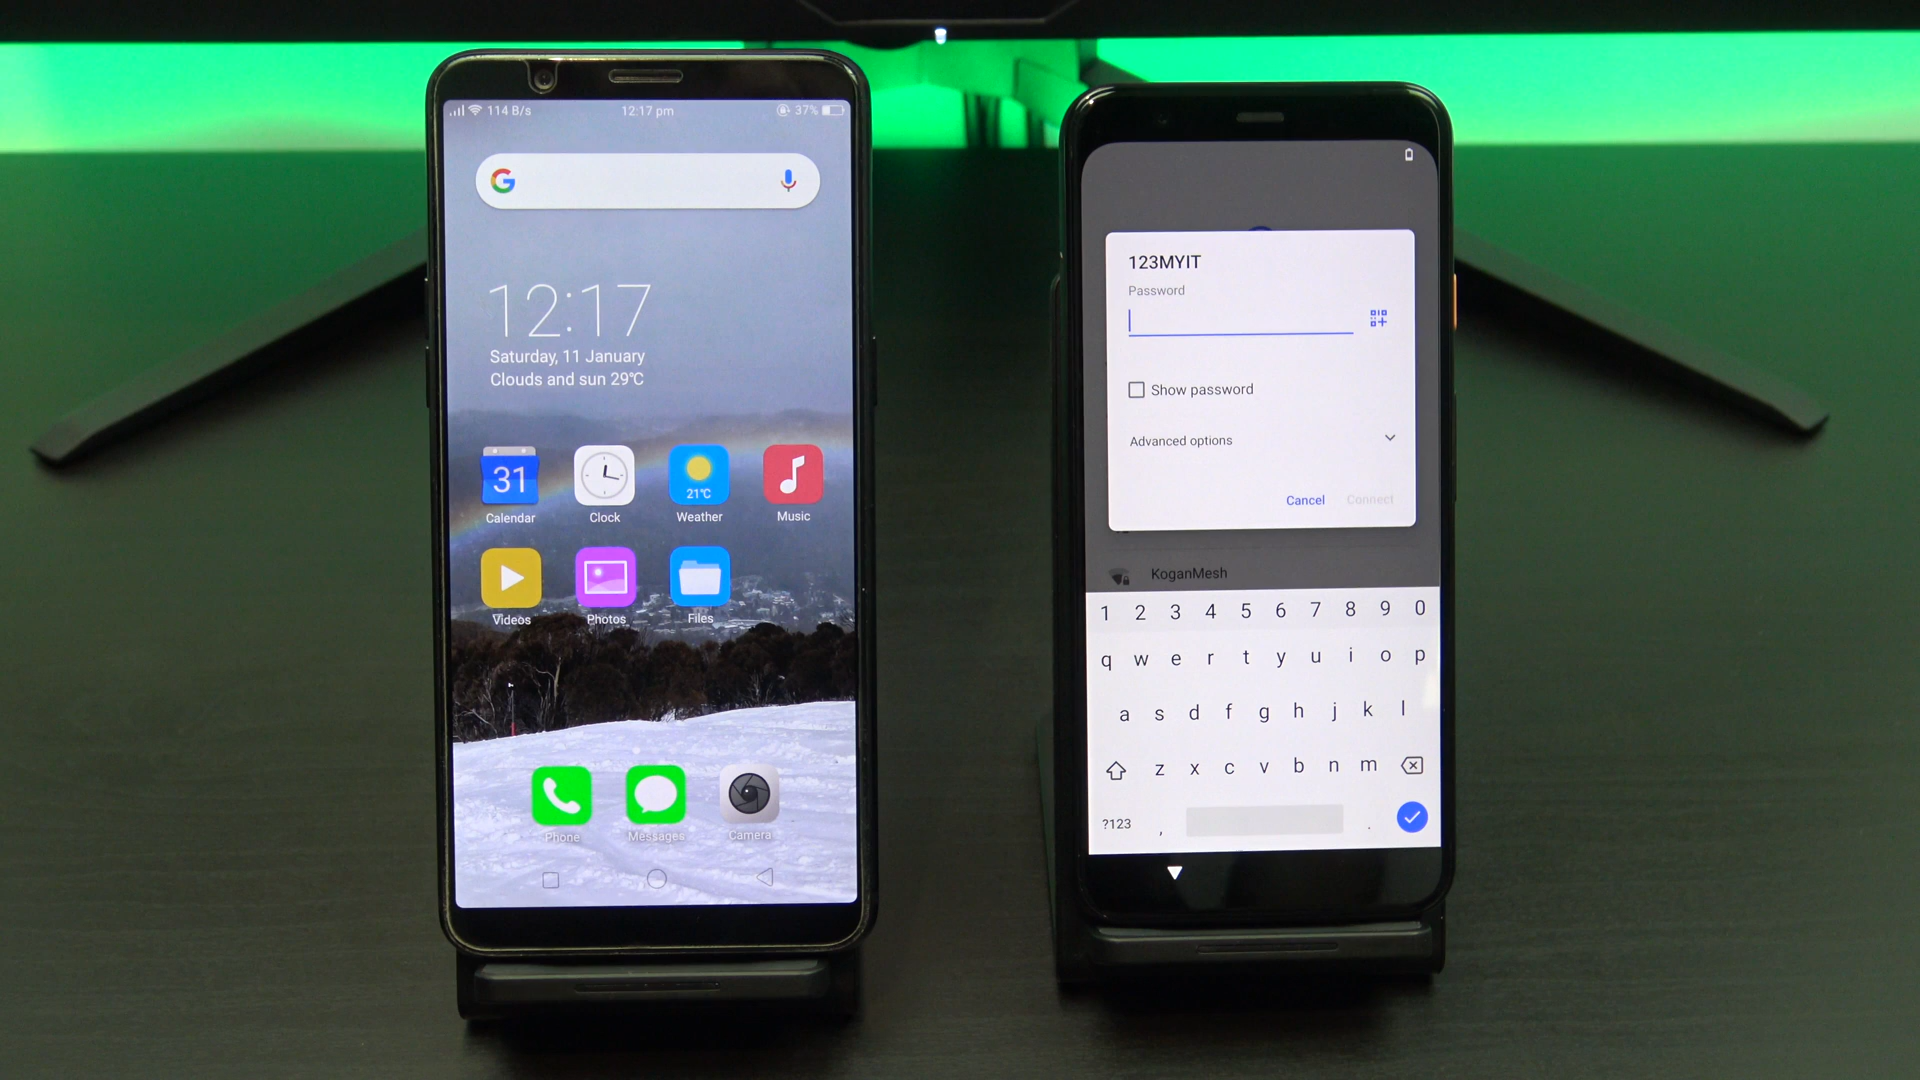 114 B/s 12:17 pm 37%
G
12:17
Saturday, 11 January
Clouds and sun 29℃
31
21℃
Calendar Clock Weather Music
Videos Photos Files
Phone Messages Camera
123MYIT
Password
Show password
Advanced options
Cancel Connect
KoganMesh
1 2 3 4 5 6 7 8 9 0
q w e r t y u i o p
a s d f g h j k l
z x c v b n m
?123 , .